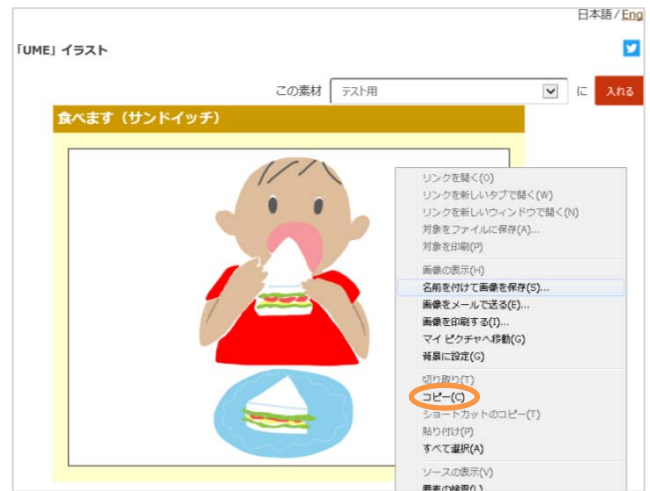 日本語/Eng
「UME」イラスト
この素材 テスト用 に 入れる
食べます（サンドイッチ）
リンクを開く(O)
リンクを新しいタブで開く(W)
リンクを新しいウィンドウで開く(N)
対象をファイルに保存(A)...
対象を印刷(P)
画像の表示(H)
名前を付けて画像を保存(S)...
画像をメールで送る(E)...
画像を印刷する(I)...
マイ ピクチャへ移動(G)
背景に設定(G)
切り取り(T)
コピー(C)
ショートカットのコピー(T)
貼り付け(P)
すべて選択(A)
ソースの表示(V)
要素の検査(L)